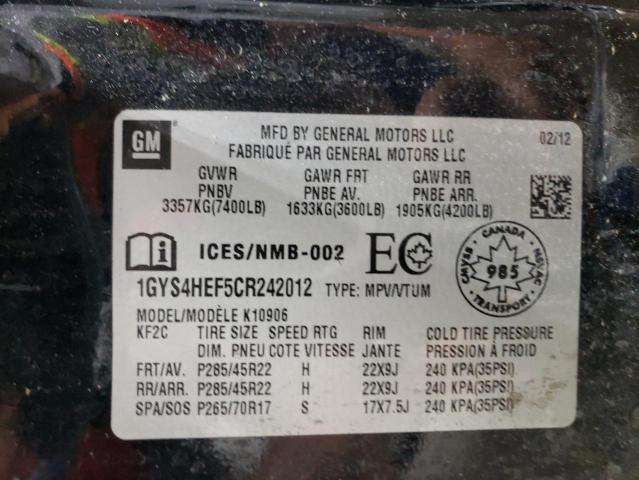 GM
MFD BY GENERAL MOTORS LLC 02/12
FABRIQUÉ PAR GENERAL MOTORS LLC
GVWR GAWR FRT GAWR RR
PNBV PNBE AV. PNBE ARR.
3357KG(7400LB) 1633KG(3600LB) 1905KG(4200LB)
i ICES/NMB-002 EC CANADA CMVSS NSVAC 985 TRANSPORT
1GYS4HEF5CR242012 TYPE: MPV/VTUM
MODEL/MODÈLE K10906
KF2C TIRE SIZE SPEED RTG RIM COLD TIRE PRESSURE
DIM. PNEU COTE VITESSE JANTE PRESSION À FROID
FRT/AV. P285/45R22 H 22X9J 240 KPA(35PSI)
RR/ARR. P285/45R22 H 22X9J 240 KPA(35PSI)
SPA/SOS P265/70R17 S 17X7.5J 240 KPA(35PSI)